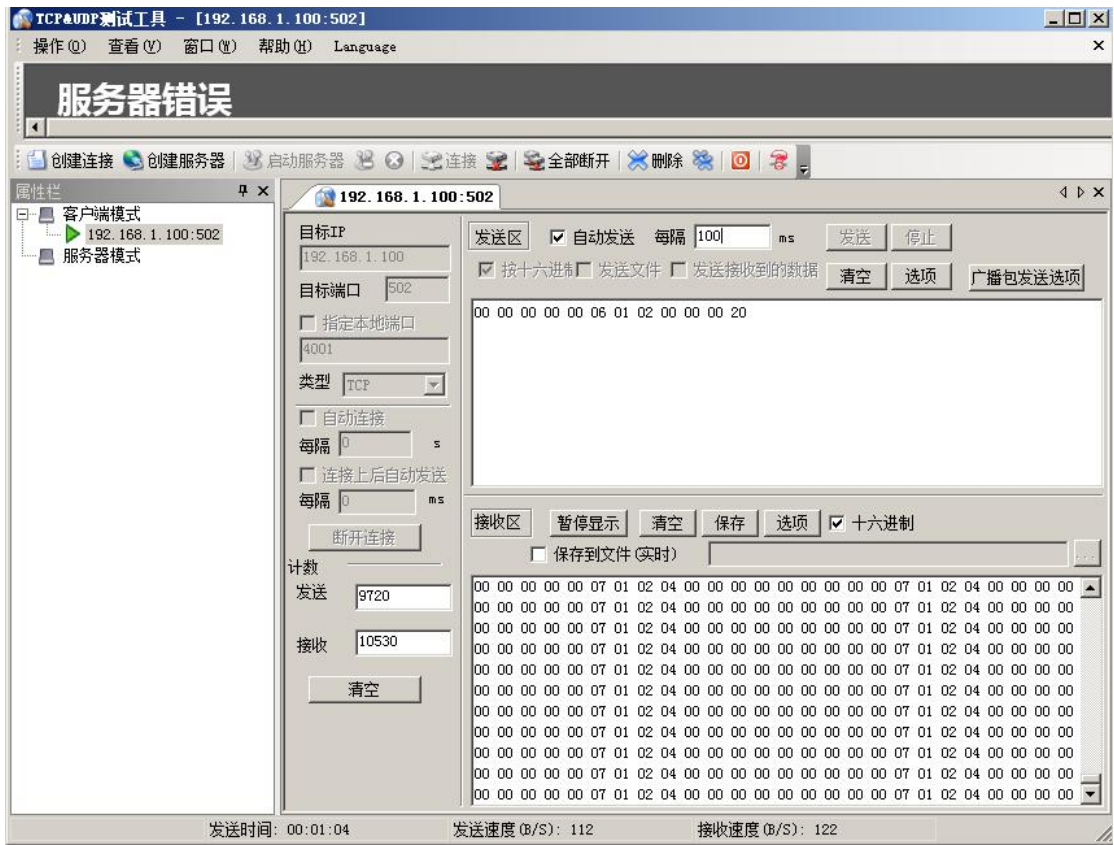 TCP&UDP测试工具 - [192.168.1.100:502]
操作(O) 查看(V) 窗口(W) 帮助(H) Language
服务器错误
创建连接 创建服务器 启动服务器 连接 全部断开 删除
属性栏
客户端模式
192.168.1.100:502
服务器模式
192.168.1.100:502
目标IP
192.168.1.100
目标端口 502
指定本地端口
4001
类型 TCP
自动连接
每隔 0 s
连接上后自动发送
每隔 0 ms
断开连接
计数
发送 9720
接收 10530
清空
发送区 自动发送 每隔 100 ms 发送 停止
按十六进制 发送文件 发送接收到的数据 清空 选项 广播包发送选项
00 00 00 00 00 06 01 02 00 00 00 20
接收区 暂停显示 清空 保存 选项 十六进制
保存到文件(实时) ...
00 00 00 00 00 07 01 02 04 00 00 00 00 00 00 00 00 00 07 01 02 04 00 00 00 00
00 00 00 00 00 07 01 02 04 00 00 00 00 00 00 00 00 00 07 01 02 04 00 00 00 00
00 00 00 00 00 07 01 02 04 00 00 00 00 00 00 00 00 00 07 01 02 04 00 00 00 00
00 00 00 00 00 07 01 02 04 00 00 00 00 00 00 00 00 00 07 01 02 04 00 00 00 00
00 00 00 00 00 07 01 02 04 00 00 00 00 00 00 00 00 00 07 01 02 04 00 00 00 00
00 00 00 00 00 07 01 02 04 00 00 00 00 00 00 00 00 00 07 01 02 04 00 00 00 00
00 00 00 00 00 07 01 02 04 00 00 00 00 00 00 00 00 00 07 01 02 04 00 00 00 00
00 00 00 00 00 07 01 02 04 00 00 00 00 00 00 00 00 00 07 01 02 04 00 00 00 00
00 00 00 00 00 07 01 02 04 00 00 00 00 00 00 00 00 00 07 01 02 04 00 00 00 00
00 00 00 00 00 07 01 02 04 00 00 00 00 00 00 00 00 00 07 01 02 04 00 00 00 00
00 00 00 00 00 07 01 02 04 00 00 00 00 00 00 00 00 00 07 01 02 04 00 00 00 00
发送时间: 00:01:04 发送速度(B/S): 112 接收速度(B/S): 122